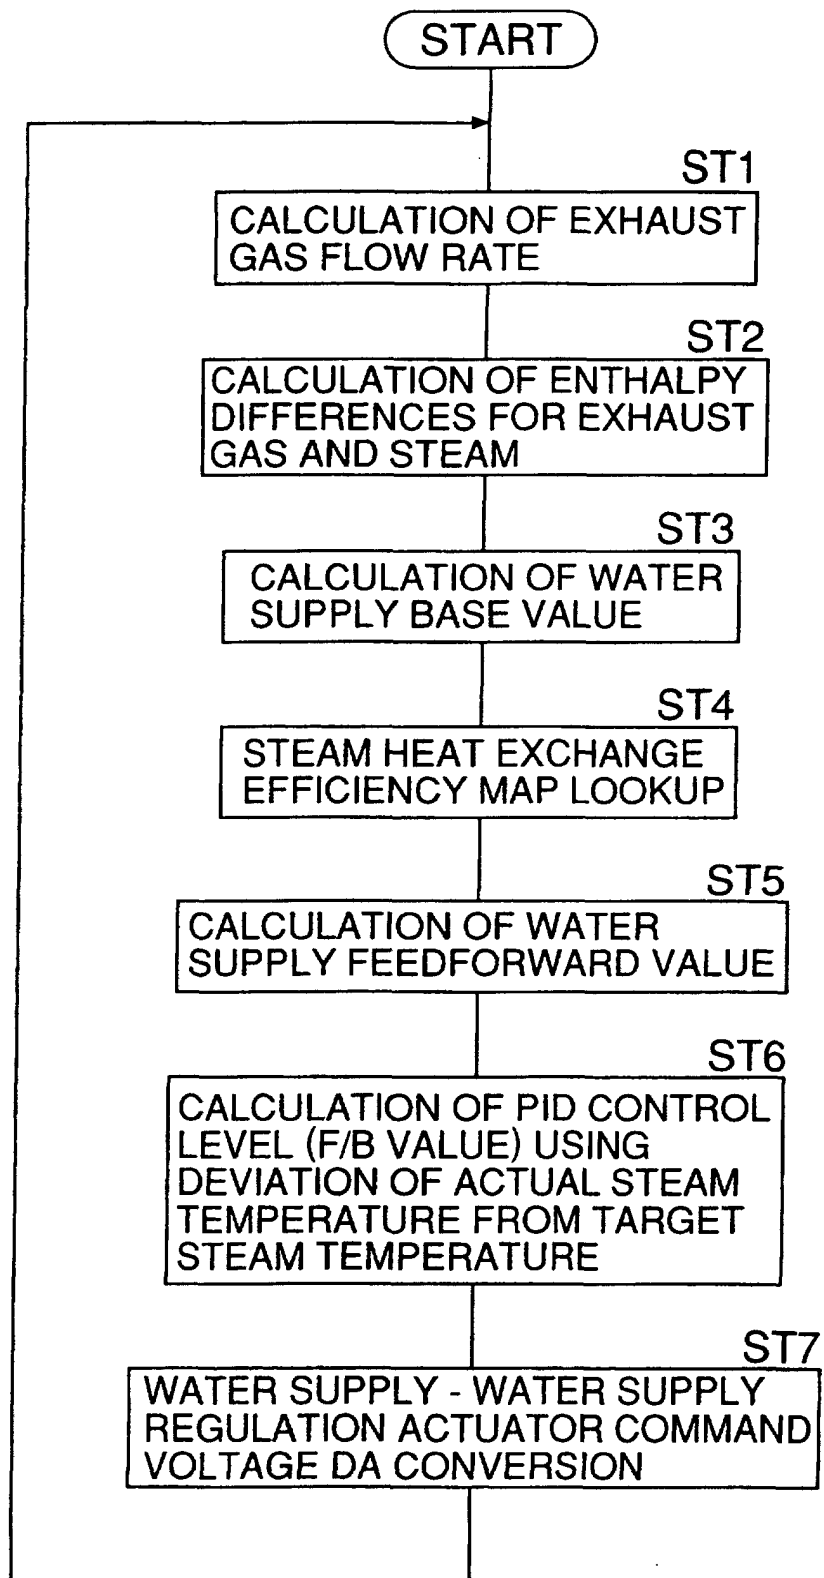 START
ST1
CALCULATION OF EXHAUST
GAS FLOW RATE
ST2
CALCULATION OF ENTHALPY
DIFFERENCES FOR EXHAUST
GAS AND STEAM
ST3
CALCULATION OF WATER
SUPPLY BASE VALUE
ST4
STEAM HEAT EXCHANGE
EFFICIENCY MAP LOOKUP
ST5
CALCULATION OF WATER
SUPPLY FEEDFORWARD VALUE
ST6
CALCULATION OF PID CONTROL
LEVEL (F/B VALUE) USING
DEVIATION OF ACTUAL STEAM
TEMPERATURE FROM TARGET
STEAM TEMPERATURE
ST7
WATER SUPPLY - WATER SUPPLY
REGULATION ACTUATOR COMMAND
VOLTAGE DA CONVERSION